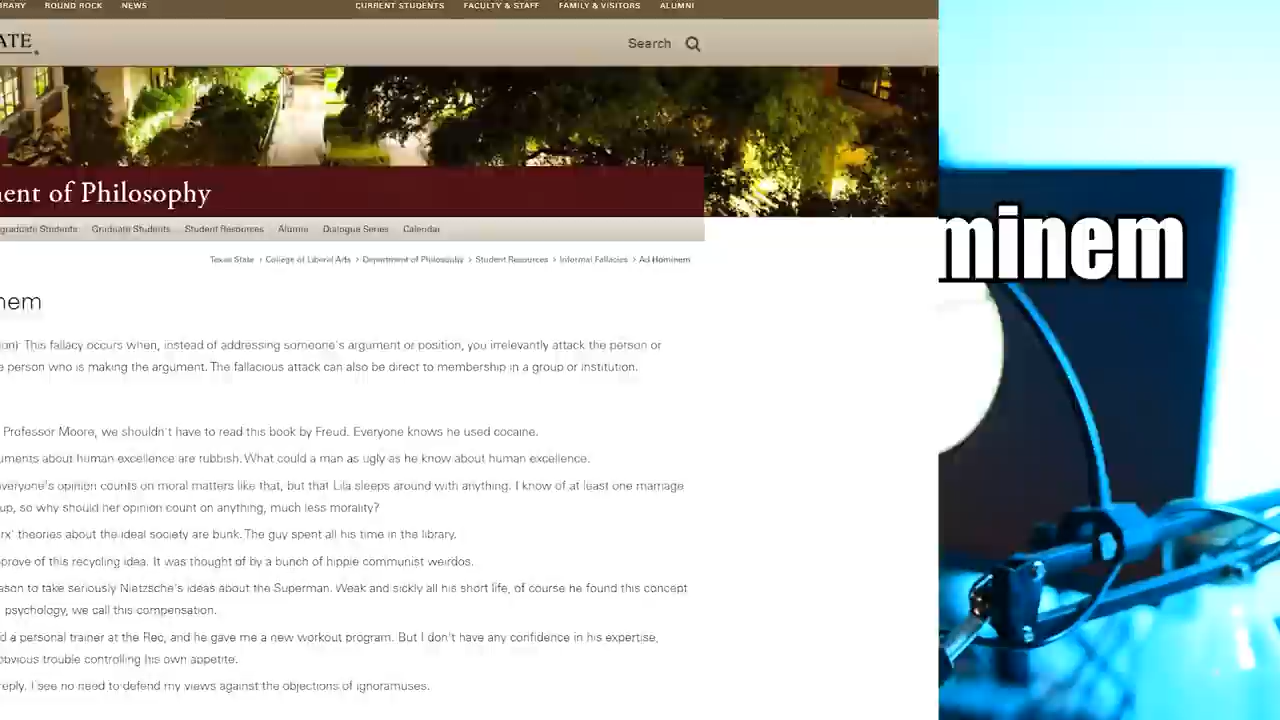 BRARY ROUND ROCK NEWS CURRENT STUDENTS FACULTY & STAFF FAMILY & VISITORS ALUMNI
ATE
Search
ment of Philosophy
graduate Students Graduate Students Student Resources Alumni Dialogue Series Calendar
minem
Texas State › College of Liberal Arts › Department of Philosophy › Student Resources › Informal Fallacies › Ad Hominem
nem
on) This fallacy occurs when, instead of addressing someone's argument or position, you irrelevantly attack the person or
e person who is making the argument. The fallacious attack can also be direct to membership in a group or institution.
Professor Moore, we shouldn't have to read this book by Freud. Everyone knows he used cocaine.
uments about human excellence are rubbish. What could a man as ugly as he know about human excellence.
everyone's opinion counts on moral matters like that, but that Lila sleeps around with anything. I know of at least one marriage
up, so why should her opinion count on anything, much less morality?
rx' theories about the ideal society are bunk. The guy spent all his time in the library.
prove of this recycling idea. It was thought of by a bunch of hippie communist weirdos.
ason to take seriously Nietzsche's ideas about the Superman. Weak and sickly all his short life, of course he found this concept
psychology, we call this compensation.
d a personal trainer at the Rec, and he gave me a new workout program. But I don't have any confidence in his expertise,
obvious trouble controlling his own appetite.
reply. I see no need to defend my views against the objections of ignoramuses.